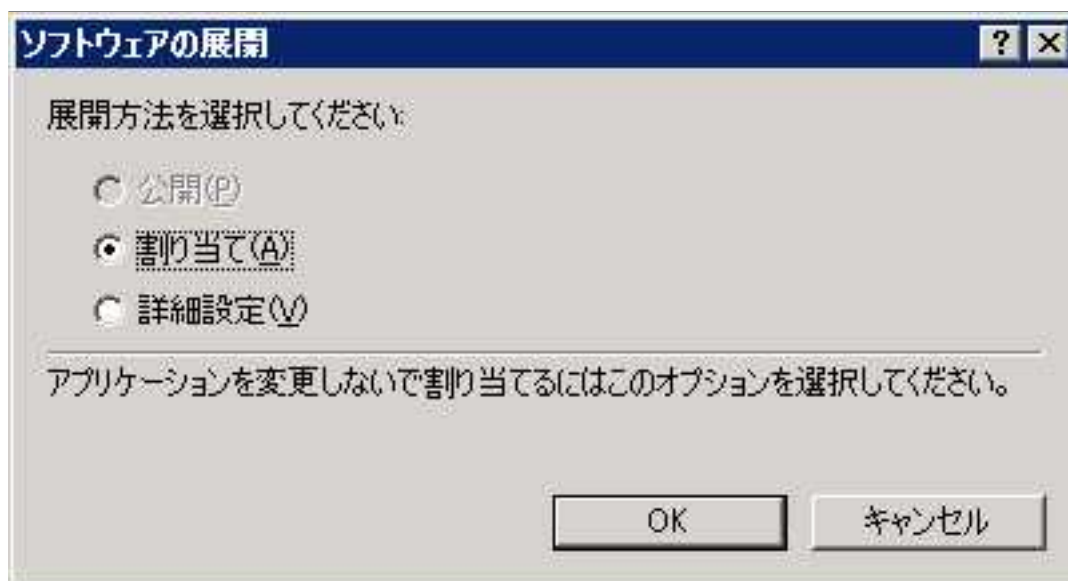 ソフトウェアの展開
展開方法を選択してください:
公開(P)
割り当て(A)
詳細設定(V)
アプリケーションを変更しないで割り当てるにはこのオプションを選択してください。
OK
キャンセル